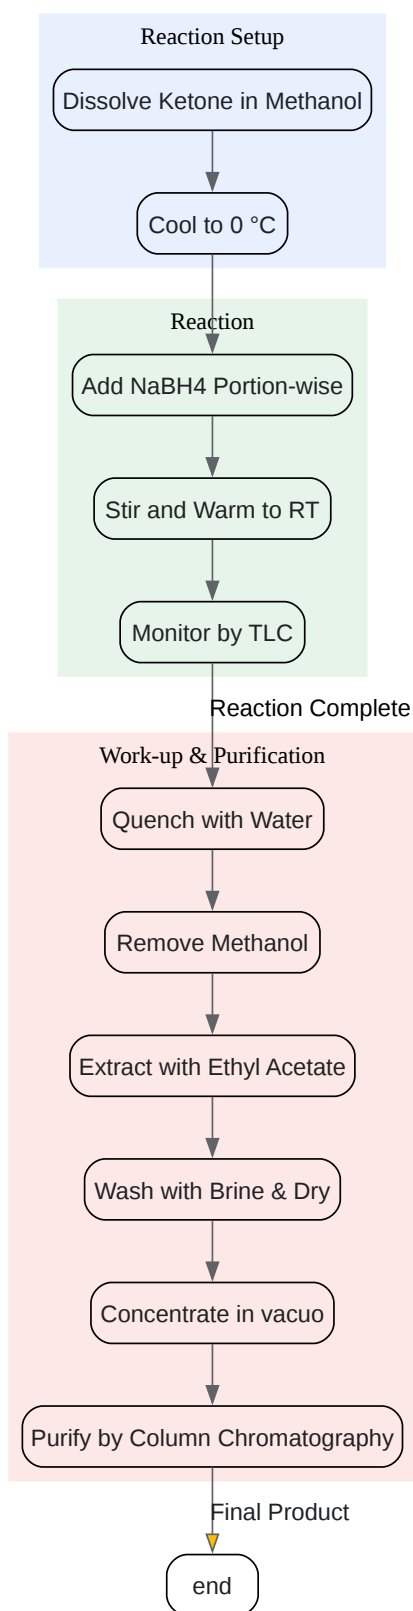 Reaction Setup
Dissolve Ketone in Methanol
Cool to 0 °C
Reaction
Add NaBH4 Portion-wise
Stir and Warm to RT
Monitor by TLC
Reaction Complete
Work-up & Purification
Quench with Water
Remove Methanol
Extract with Ethyl Acetate
Wash with Brine & Dry
Concentrate in vacuo
Purify by Column Chromatography
Final Product
end